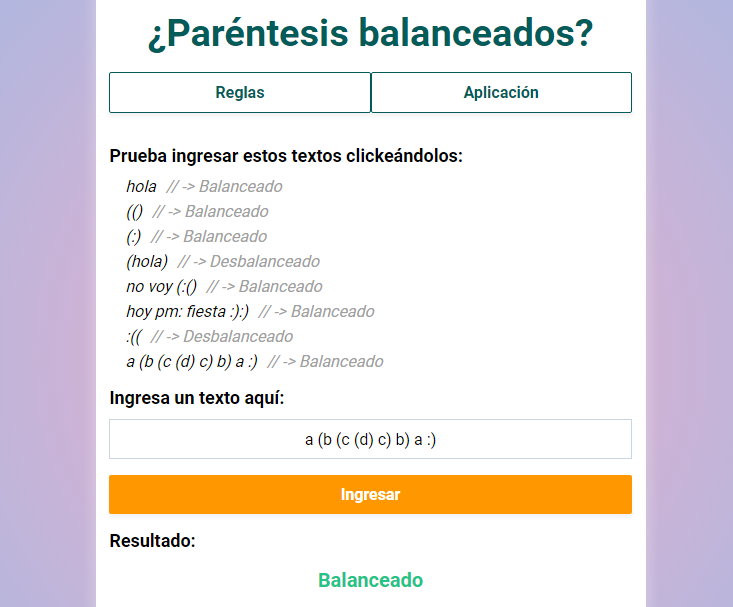 ¿Paréntesis balanceados?
Reglas
Aplicación
Prueba ingresar estos textos clickeándolos:
hola // -> Balanceado
(() // -> Balanceado
(:) // -> Balanceado
(hola) // -> Desbalanceado
no voy (:() // -> Balanceado
hoy pm: fiesta :):) // -> Balanceado
:(( // -> Desbalanceado
a (b (c (d) c) b) a :) // -> Balanceado
Ingresa un texto aquí:
a (b (c (d) c) b) a :)
Ingresar
Resultado:
Balanceado